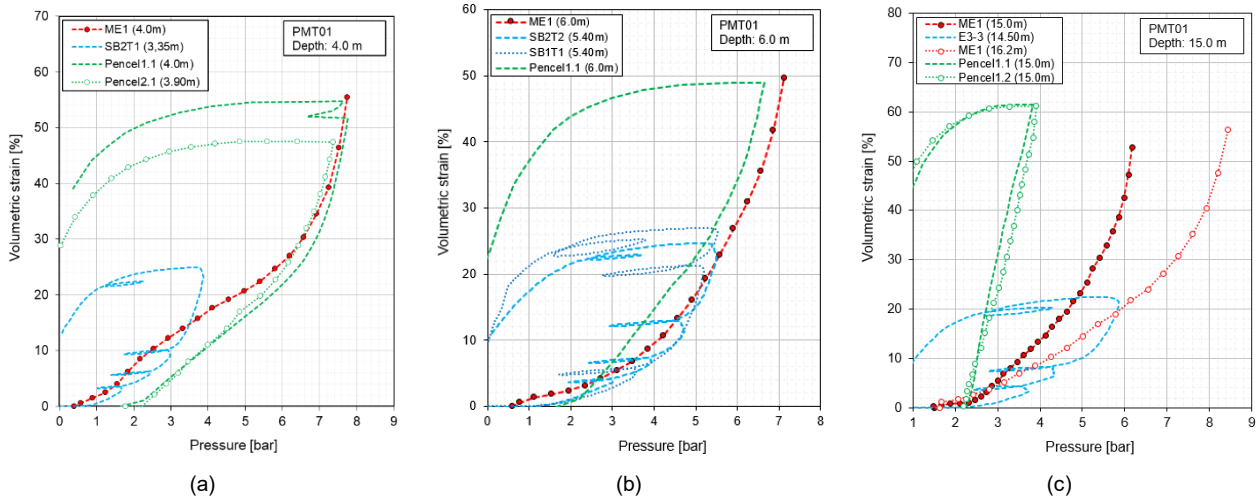 PMT01
Depth: 4.0 m
ME1 (4.0m)
SB2T1 (3,35m)
Pencel1.1 (4.0m)
Pencel2.1 (3.90m)
Volumetric strain [%]
70
60
50
40
30
20
10
0
0 1 2 3 4 5 6 7 8 9
Pressure [bar]
(a)
PMT01
Depth: 6.0 m
ME1 (6.0m)
SB2T2 (5.40m)
SB1T1 (5.40m)
Pencel1.1 (6.0m)
Volumetric strain [%]
60
50
40
30
20
10
0
0 1 2 3 4 5 6 7 8
Pressure [bar]
(b)
PMT01
Depth: 15.0 m
ME1 (15.0m)
E3-3 (14.50m)
ME1 (16.2m)
Pencel1.1 (15.0m)
Pencel1.2 (15.0m)
Volumetric strain [%]
80
70
60
50
40
30
20
10
0
1 2 3 4 5 6 7 8 9
Pressure [bar]
(c)